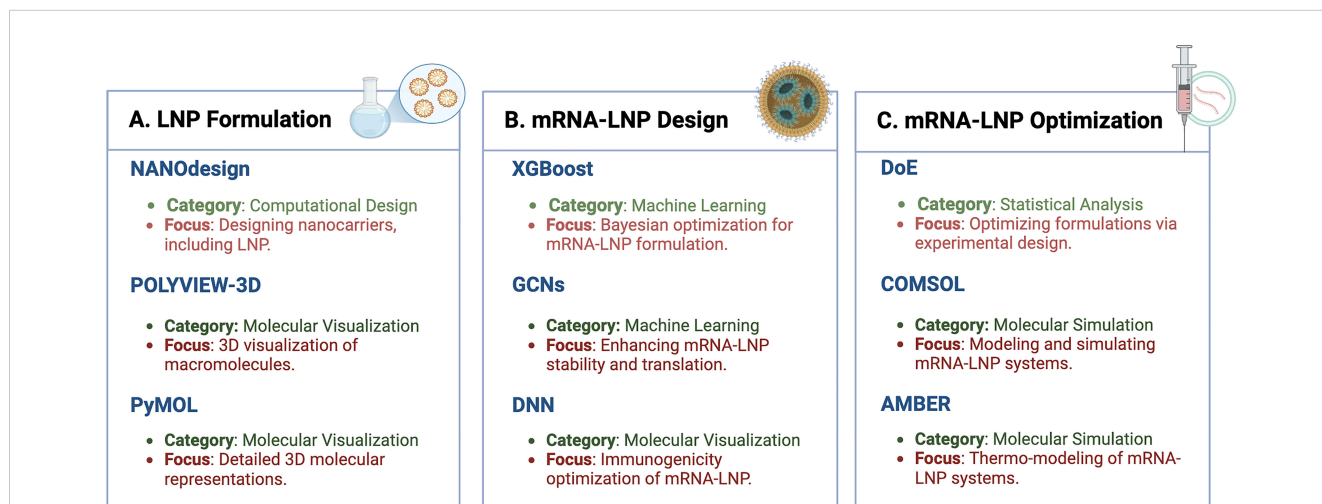 A. LNP Formulation
NANOdesign
• Category: Computational Design
• Focus: Designing nanocarriers,
including LNP.
POLYVIEW-3D
• Category: Molecular Visualization
• Focus: 3D visualization of
macromolecules.
PyMOL
• Category: Molecular Visualization
• Focus: Detailed 3D molecular
representations.
B. mRNA-LNP Design
XGBoost
• Category: Machine Learning
• Focus: Bayesian optimization for
mRNA-LNP formulation.
GCNs
• Category: Machine Learning
• Focus: Enhancing mRNA-LNP
stability and translation.
DNN
• Category: Molecular Visualization
• Focus: Immunogenicity
optimization of mRNA-LNP.
C. mRNA-LNP Optimization
DoE
• Category: Statistical Analysis
• Focus: Optimizing formulations via
experimental design.
COMSOL
• Category: Molecular Simulation
• Focus: Modeling and simulating
mRNA-LNP systems.
AMBER
• Category: Molecular Simulation
• Focus: Thermo-modeling of mRNA-
LNP systems.